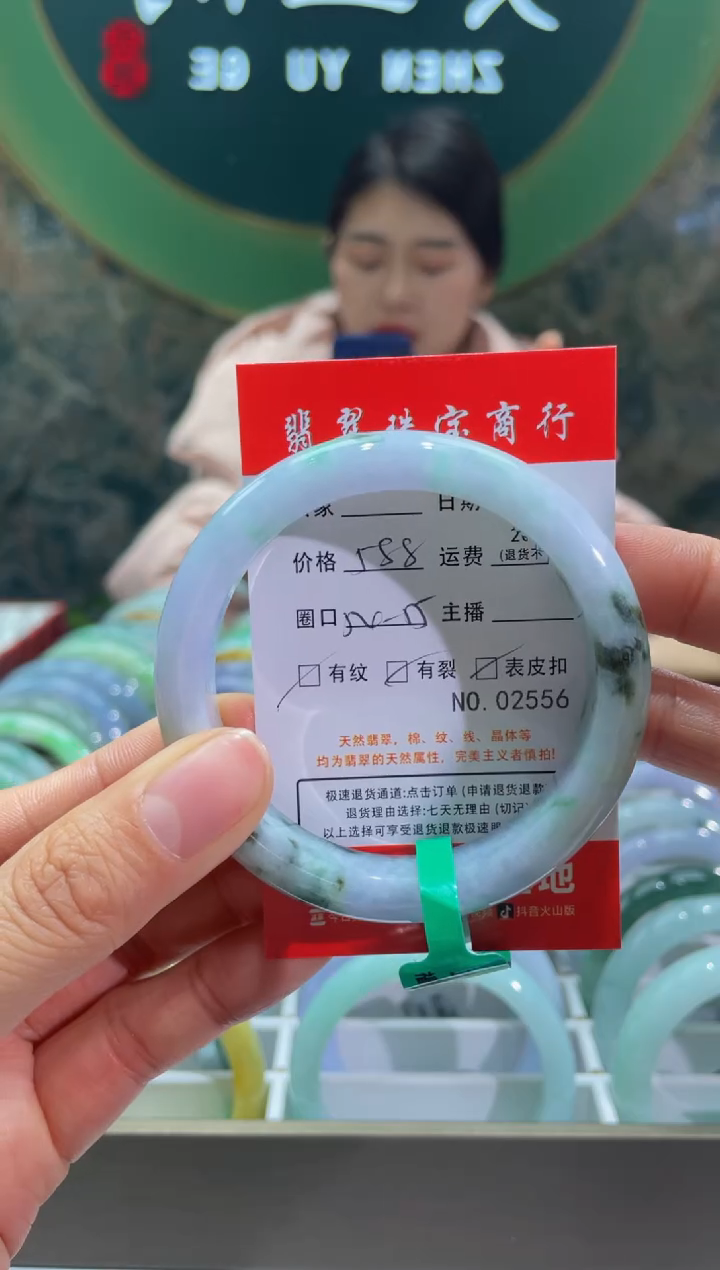 ZHEN YU GE
翡翠珠宝商行
家 日期
价格 588 运费 (退货不
圈口 主播
有纹 有裂 表皮扣
NO.02556
天然翡翠，棉、纹、线、晶体等
均为翡翠的天然属性，完美主义者慎拍！
极速退货通道:点击订单 (申请退货退款
退货理由选择:七天无理由 (切记
以上选择可享受退货退款极速
地
抖音火山版